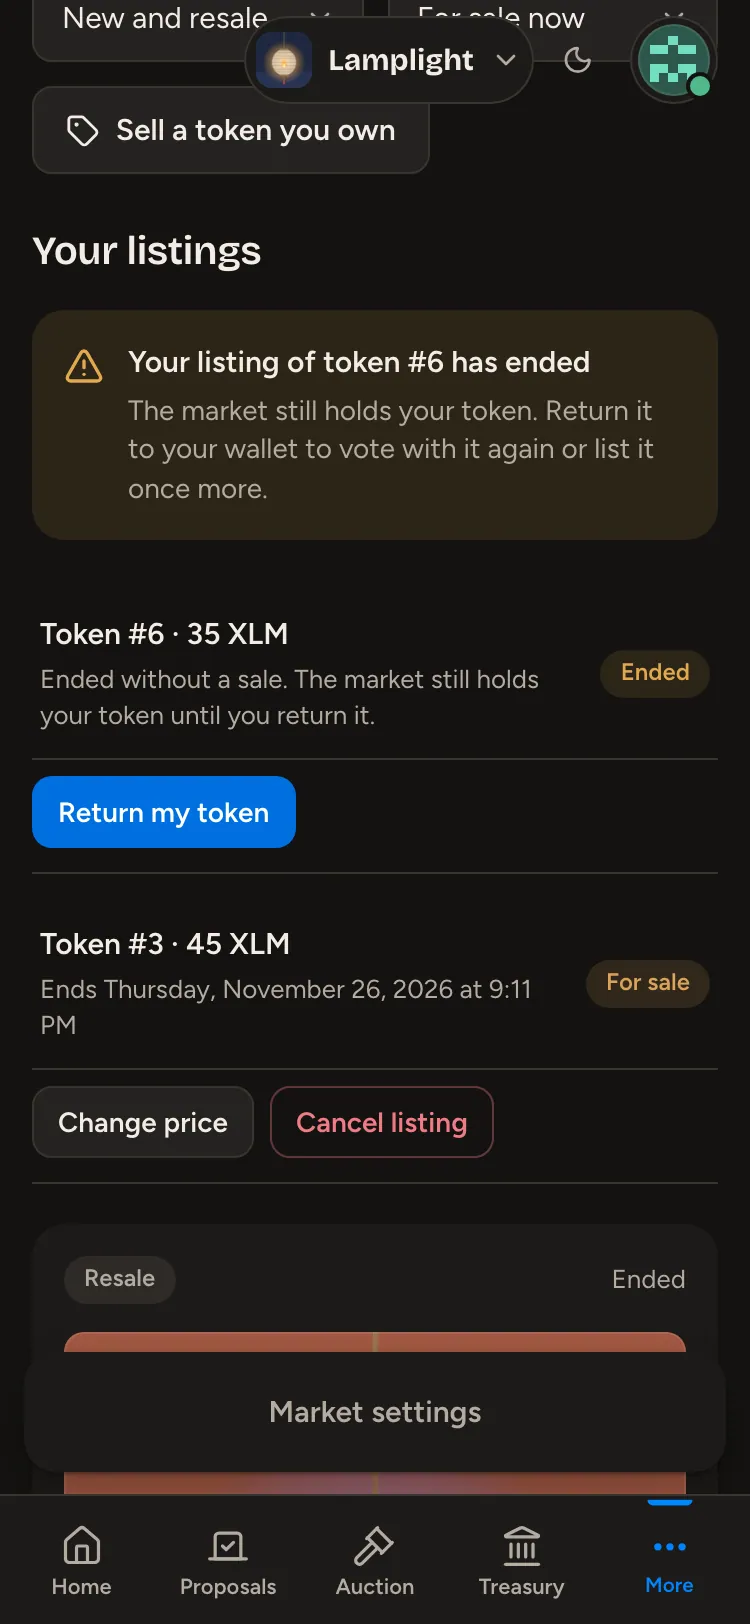 New and resale
For sale now
Lamplight
Sell a token you own
Your listings
Your listing of token #6 has ended
The market still holds your token. Return it
to your wallet to vote with it again or list it
once more.
Token #6 · 35 XLM
Ended without a sale. The market still holds
your token until you return it.
Ended
Return my token
Token #3 · 45 XLM
Ends Thursday, November 26, 2026 at 9:11
PM
For sale
Change price
Cancel listing
Resale
Ended
Market settings
Home
Proposals
Auction
Treasury
More